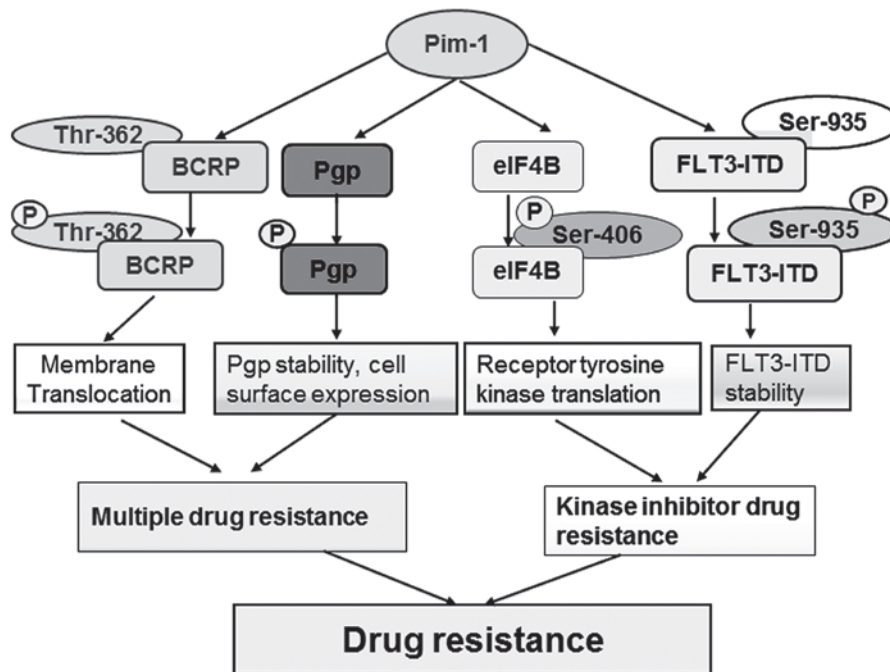 Pim-1
Thr-362
BCRP
Pgp
eIF4B
Ser-935
FLT3-ITD
P
Thr-362
BCRP
P
Pgp
P
Ser-406
eIF4B
P
Ser-935
FLT3-ITD
Membrane
Translocation
Pgp stability, cell
surface expression
Receptor tyrosine
kinase translation
FLT3-ITD
stability
Multiple drug resistance
Kinase inhibitor drug
resistance
Drug resistance